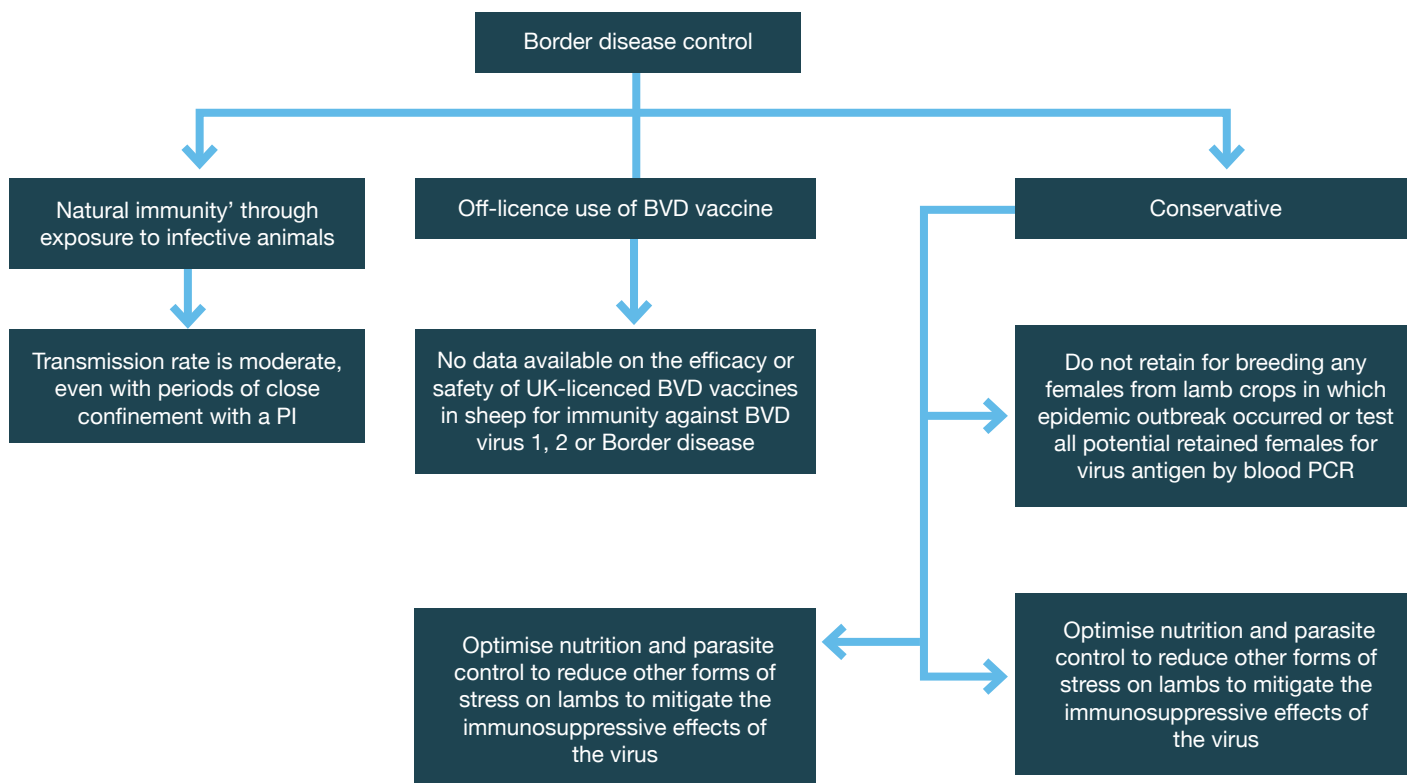 Border disease control
Natural immunity’ through
exposure to infective animals
Off-licence use of BVD vaccine
Conservative
Transmission rate is moderate,
even with periods of close
confinement with a PI
No data available on the efficacy or
safety of UK-licenced BVD vaccines
in sheep for immunity against BVD
virus 1, 2 or Border disease
Do not retain for breeding any
females from lamb crops in which
epidemic outbreak occurred or test
all potential retained females for
virus antigen by blood PCR
Optimise nutrition and parasite
control to reduce other forms of
stress on lambs to mitigate the
immunosuppressive effects of
the virus
Optimise nutrition and parasite
control to reduce other forms of
stress on lambs to mitigate the
immunosuppressive effects of
the virus